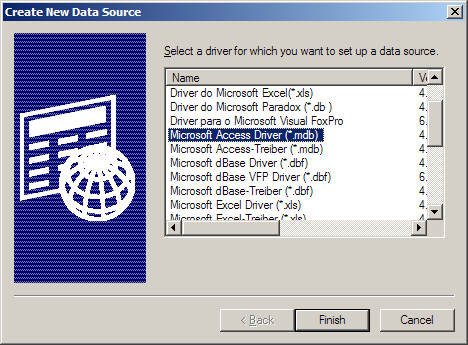 Create New Data Source
Select a driver for which you want to set up a data source.
Name
Driver do Microsoft Excel(*.xls) 4.
Driver do Microsoft Paradox (*.db ) 4.
Driver para o Microsoft Visual FoxPro 6.
Microsoft Access Driver (*.mdb) 4.
Microsoft Access-Treiber (*.mdb) 4.
Microsoft dBase Driver (*.dbf) 4.
Microsoft dBase VFP Driver (*.dbf) 6.
Microsoft dBase-Treiber (*.dbf) 4.
Microsoft Excel Driver (*.xls) 4.
Microsoft Excel-Treiber (*.xls) 4.
< Back Finish Cancel